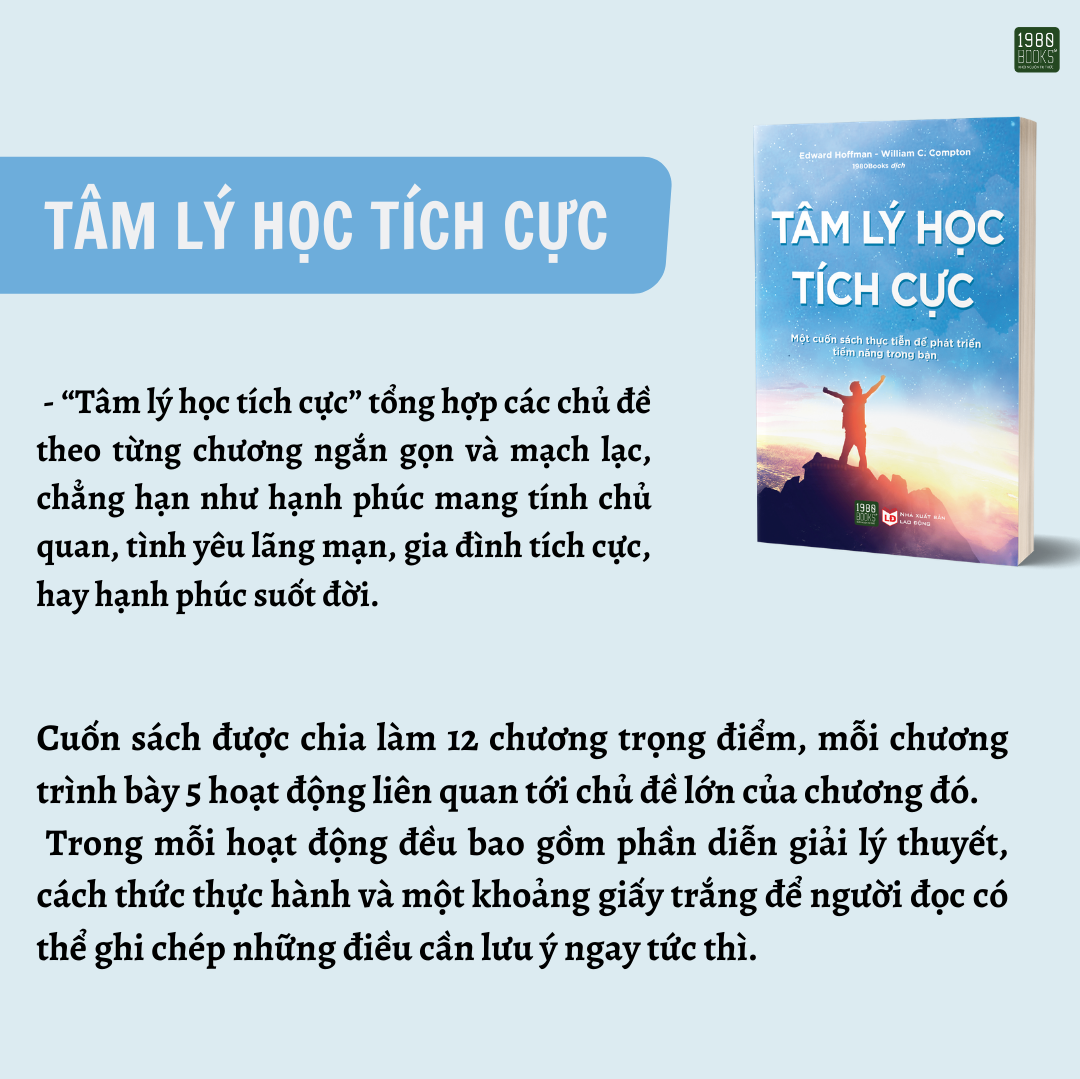 1980
BOOKS
Edward Hoffman - William C. Compton
1980Books dịch
TÂM LÝ HỌC
TÍCH CỰC
Một cuốn sách thực tiễn để phát triển
tiềm năng trong bạn
1980
BOOKS
NHÀ XUẤT BẢN
LAO ĐỘNG
TÂM LÝ HỌC TÍCH CỰC
- “Tâm lý học tích cực” tổng hợp các chủ đề
theo từng chương ngắn gọn và mạch lạc,
chẳng hạn như hạnh phúc mang tính chủ
quan, tình yêu lãng mạn, gia đình tích cực,
hay hạnh phúc suốt đời.
Cuốn sách được chia làm 12 chương trọng điểm, mỗi chương
trình bày 5 hoạt động liên quan tới chủ đề lớn của chương đó.
Trong mỗi hoạt động đều bao gồm phần diễn giải lý thuyết,
cách thức thực hành và một khoảng giấy trắng để người đọc có
thể ghi chép những điều cần lưu ý ngay tức thì.